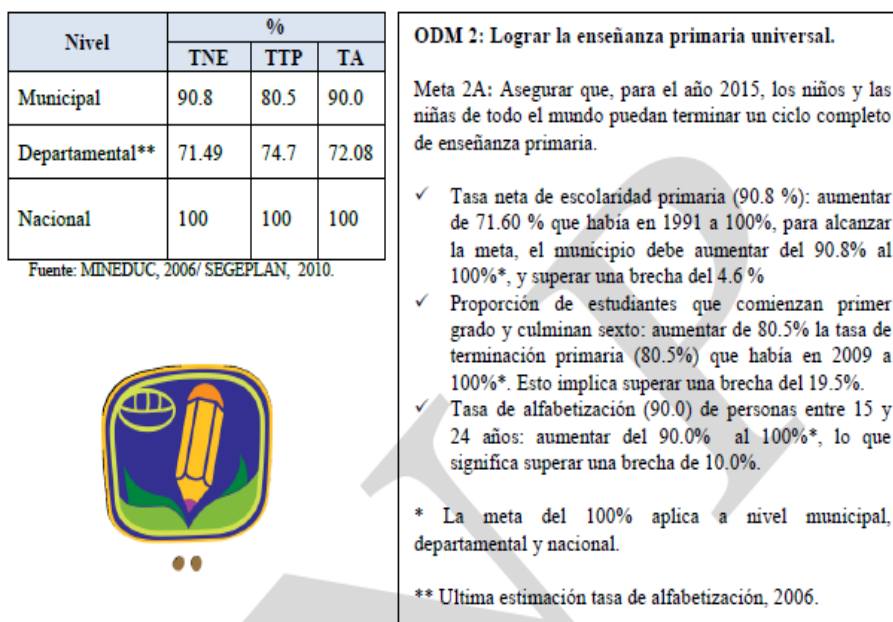 Nivel
%
TNE TTP TA
Municipal 90.8 80.5 90.0
Departamental** 71.49 74.7 72.08
Nacional 100 100 100
Fuente: MINEDUC, 2006/ SEGEPLAN, 2010.
ODM 2: Lograr la enseñanza primaria universal.
Meta 2A: Asegurar que, para el año 2015, los niños y las
niñas de todo el mundo puedan terminar un ciclo completo
de enseñanza primaria.
✓ Tasa neta de escolaridad primaria (90.8 %): aumentar
de 71.60 % que había en 1991 a 100%, para alcanzar
la meta, el municipio debe aumentar del 90.8% al
100%*, y superar una brecha del 4.6 %
✓ Proporción de estudiantes que comienzan primer
grado y culminan sexto: aumentar de 80.5% la tasa de
terminación primaria (80.5%) que había en 2009 a
100%*. Esto implica superar una brecha del 19.5%.
✓ Tasa de alfabetización (90.0) de personas entre 15 y
24 años: aumentar del 90.0% al 100%*, lo que
significa superar una brecha de 10.0%.
* La meta del 100% aplica a nivel municipal,
departamental y nacional.
** Ultima estimación tasa de alfabetización, 2006.